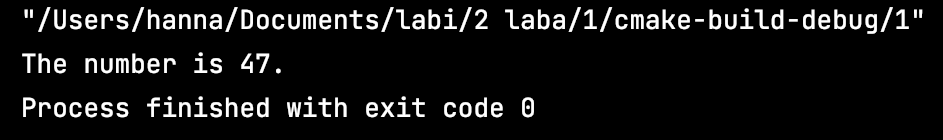 "/Users/hanna/Documents/labi/2 laba/1/cmake-build-debug/1"
The number is 47.
Process finished with exit code 0